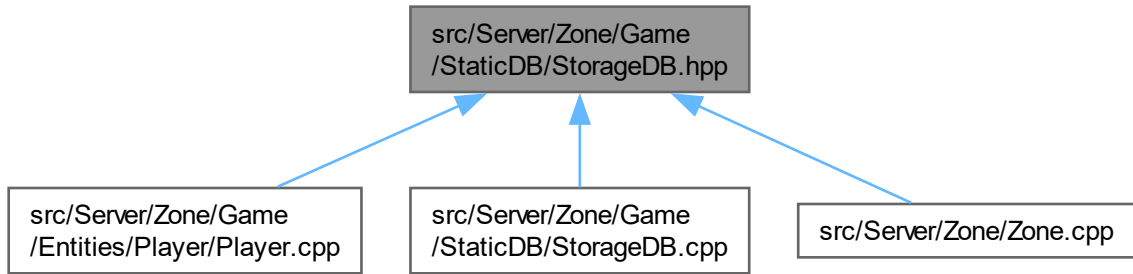 src/Server/Zone/Game
/StaticDB/StorageDB.hpp
src/Server/Zone/Game
/Entities/Player/Player.cpp
src/Server/Zone/Game
/StaticDB/StorageDB.cpp
src/Server/Zone/Zone.cpp